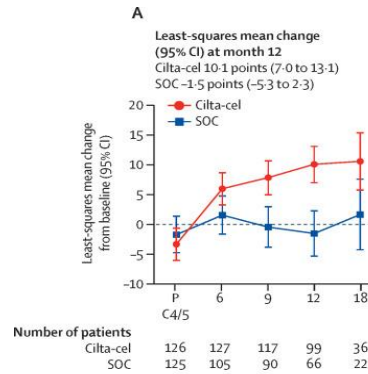 A
Least-squares mean change
(95% CI) at month 12
Cilta-cel 10·1 points (7·0 to 13·1)
SOC –1·5 points (–5·3 to 2·3)
Cilta-cel
SOC
Least-squares mean change
from baseline (95% CI)
20
15
10
5
0
–5
–10
P 6 9 12 18
C4/5
Number of patients
Cilta-cel 126 127 117 99 36
SOC 125 105 90 66 22